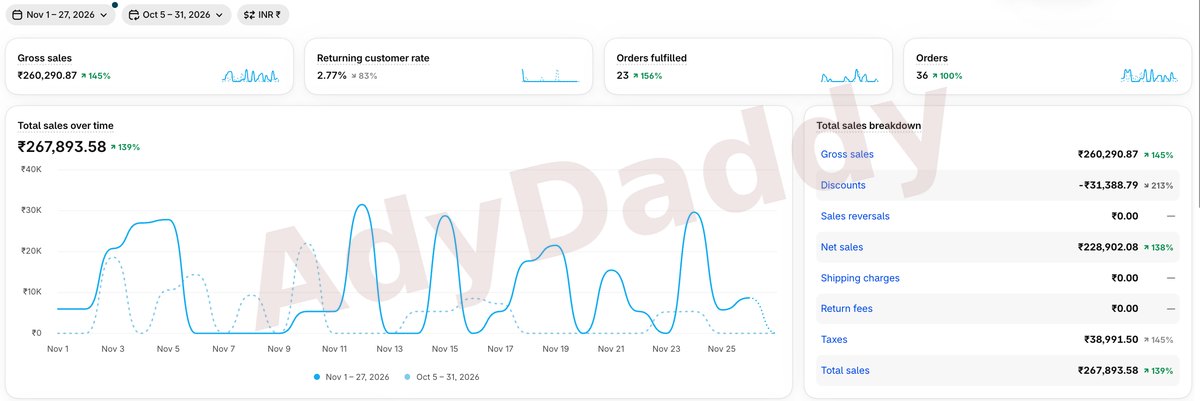 Nov 1 – 27, 2026
Oct 5 – 31, 2026
INR ₹
Gross sales
₹260,290.87 ↗ 145%
Returning customer rate
2.77% ↘ 83%
Orders fulfilled
23 ↗ 156%
Orders
36 ↗ 100%
Total sales over time
₹267,893.58 ↗ 139%
₹40K
₹30K
₹20K
₹10K
₹0
Nov 1 Nov 3 Nov 5 Nov 7 Nov 9 Nov 11 Nov 13 Nov 15 Nov 17 Nov 19 Nov 21 Nov 23 Nov 25
Nov 1 – 27, 2026 Oct 5 – 31, 2026
Total sales breakdown
Gross sales ₹260,290.87 ↗ 145%
Discounts -₹31,388.79 ↘ 213%
Sales reversals ₹0.00 —
Net sales ₹228,902.08 ↗ 138%
Shipping charges ₹0.00 —
Return fees ₹0.00 —
Taxes ₹38,991.50 ↗ 145%
Total sales ₹267,893.58 ↗ 139%
AdyDaddy